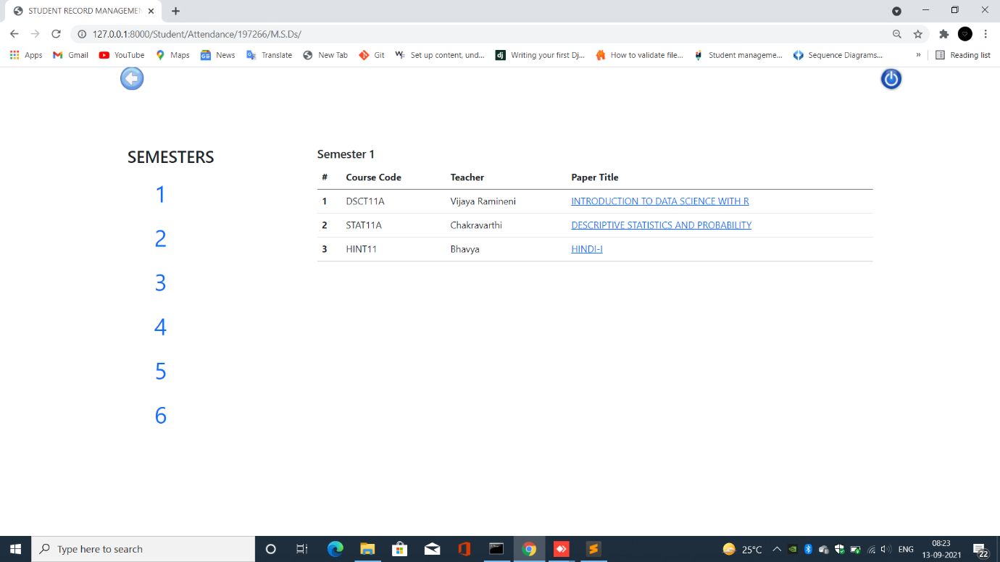 STUDENT RECORD MANAGEMEN
127.0.0.1:8000/Student/Attendance/197266/M.S.Ds/
Apps Gmail YouTube Maps News Translate New Tab Git Set up content, und... Writing your first Dj... How to validate file... Student manageme... Sequence Diagrams... » Reading list
SEMESTERS
1
2
3
4
5
6
Semester 1
# Course Code Teacher Paper Title
1 DSCT11A Vijaya Ramineni INTRODUCTION TO DATA SCIENCE WITH R
2 STAT11A Chakravarthi DESCRIPTIVE STATISTICS AND PROBABILITY
3 HINT11 Bhavya HINDI-I
Type here to search
25°C ENG
08:23
13-09-2021
22